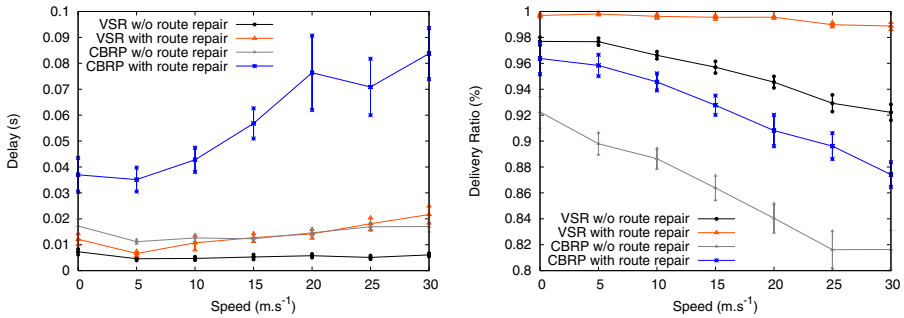 VSR w/o route repair
VSR with route repair
CBRP w/o route repair
CBRP with route repair
0.1
0.09
0.08
0.07
0.06
0.05
0.04
0.03
0.02
0.01
0
Delay (s)
0 5 10 15 20 25 30
Speed (m.s-1)
1
0.98
0.96
0.94
0.92
0.9
0.88
0.86
0.84
0.82
0.8
Delivery Ratio (%)
VSR w/o route repair
VSR with route repair
CBRP w/o route repair
CBRP with route repair
0 5 10 15 20 25 30
Speed (m.s-1)